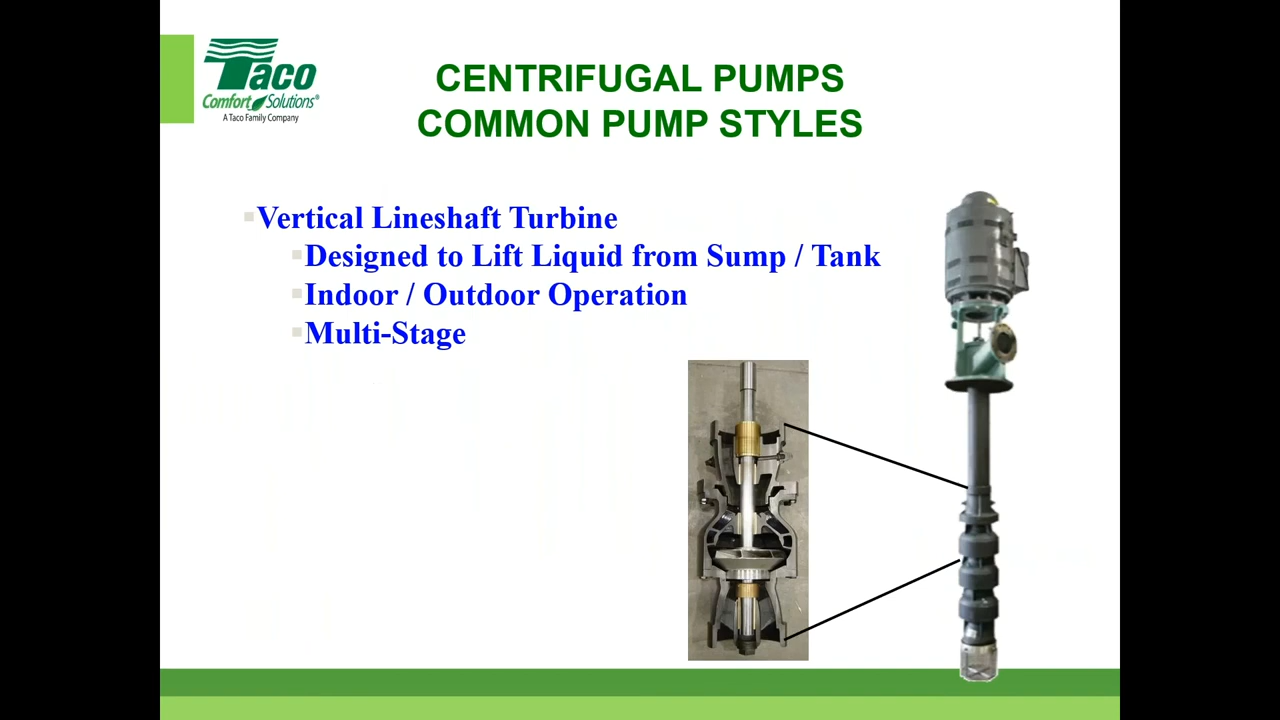 Taco
Comfort Solutions®
A Taco Family Company
CENTRIFUGAL PUMPS
COMMON PUMP STYLES
Vertical Lineshaft Turbine
Designed to Lift Liquid from Sump / Tank
Indoor / Outdoor Operation
Multi-Stage